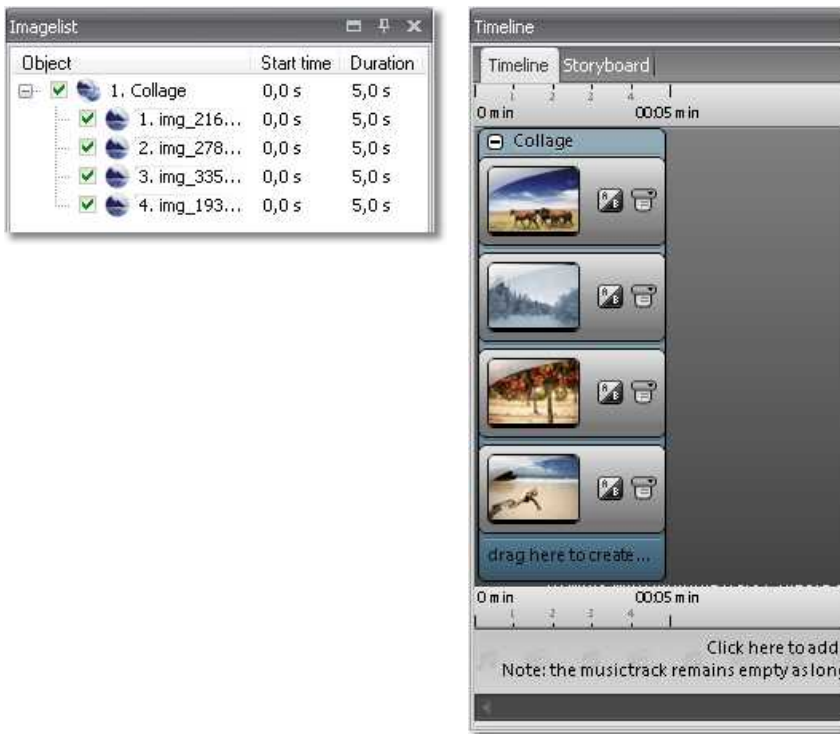 Imagelist
Object Start time Duration
1. Collage 0,0 s 5,0 s
1. img_216... 0,0 s 5,0 s
2. img_278... 0,0 s 5,0 s
3. img_335... 0,0 s 5,0 s
4. img_193... 0,0 s 5,0 s
Timeline
Timeline Storyboard
1 2 3 4
0 min 00:05 min
Collage
A B
A B
A B
A B
drag here to create...
0 min 00:05 min
1 2 3 4
Click here to add
Note: the musictrack remains empty as long